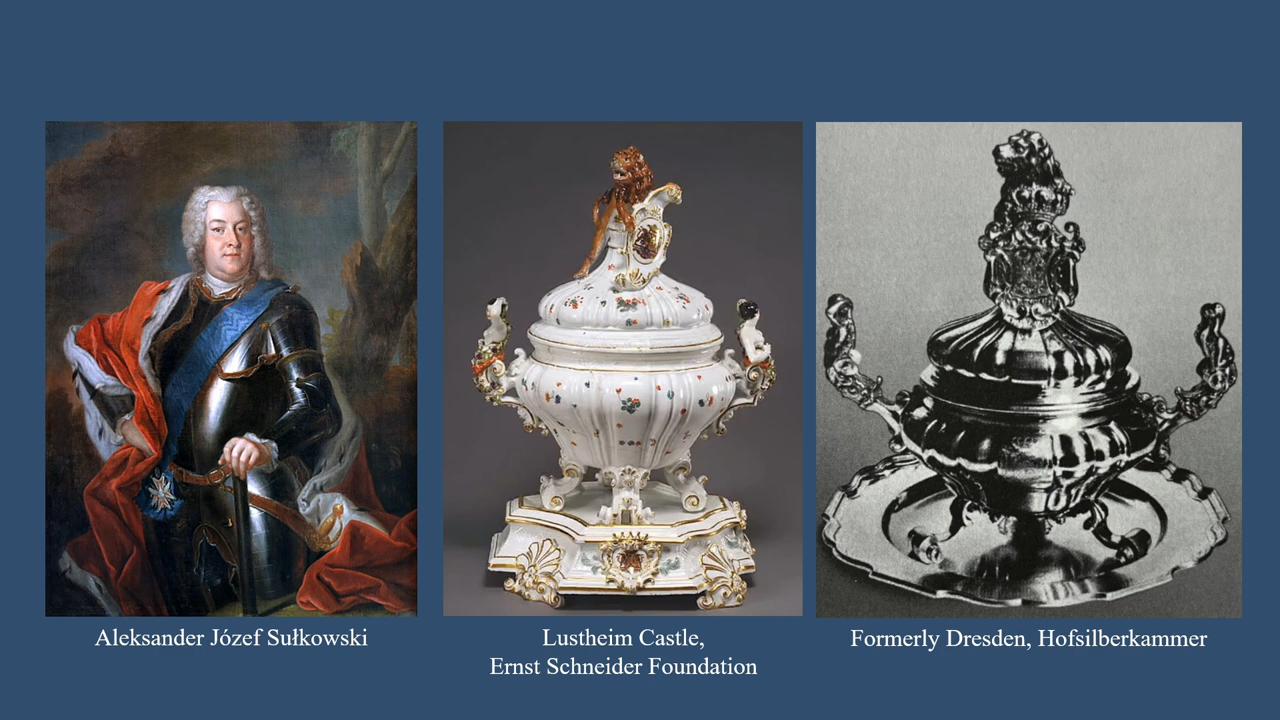 Aleksander Józef Sułkowski
Lustheim Castle,
Ernst Schneider Foundation
Formerly Dresden, Hofsilberkammer